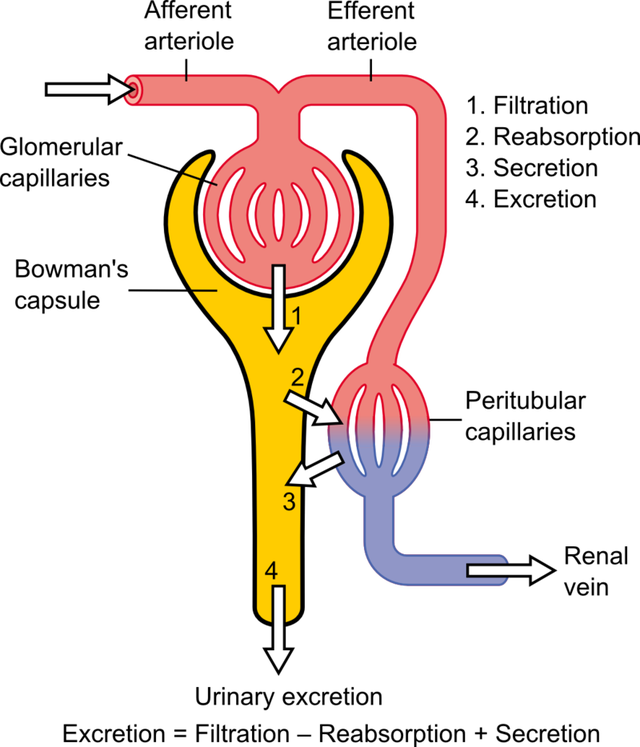 Afferent
arteriole
Efferent
arteriole
1. Filtration
2. Reabsorption
3. Secretion
4. Excretion
Glomerular
capillaries
Bowman's
capsule
1
2
Peritubular
capillaries
3
4
Renal
vein
Urinary excretion
Excretion = Filtration – Reabsorption + Secretion